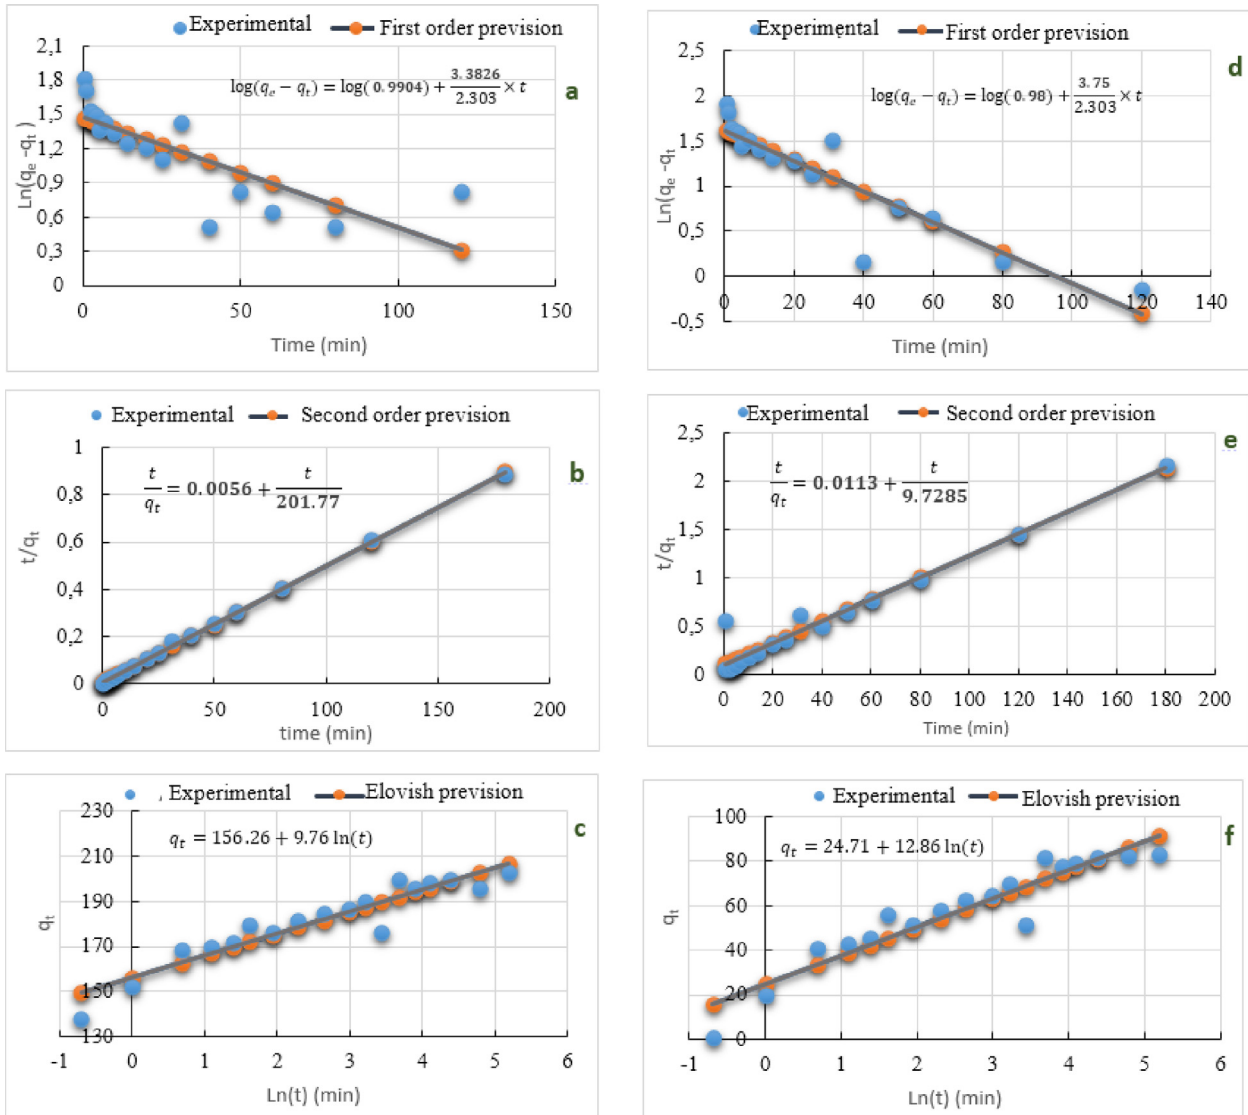 Experimental First order prevision
2,1
1,8
1,5
1,2
0,9
0,6
0,3
0
Ln(qₑ -qₜ )
log(qₑ − qₜ) = log(0.9904) + 3.3826/2.303 × t
a
0 50 100 150
Time (min)
Experimental First order prevision
2,5
2
1,5
1
0,5
0
-0,5
Ln(qₑ -qₜ
log(qₑ − qₜ) = log(0.98) + 3.75/2.303 × t
d
0 20 40 60 80 100 120 140
Time (min)
Experimental Second order prevision
1
0,8
0,6
0,4
0,2
0
t/qₜ
t/qₜ = 0.0056 + t/201.77
b
0 50 100 150 200
time (min)
Experimental Second order prevision
2,5
2
1,5
1
0,5
0
t/qₜ
t/qₜ = 0.0113 + t/9.7285
e
0 20 40 60 80 100 120 140 160 180 200
Time (min)
Experimental Elovish prevision
230
210
190
170
150
130
qₜ
qₜ = 156.26 + 9.76 ln(t)
c
-1 0 1 2 3 4 5 6
Ln(t) (min)
Experimental Elovish prevision
100
80
60
40
20
0
qₜ
qₜ = 24.71 + 12.86 ln(t)
f
-1 0 1 2 3 4 5 6
Ln(t) (min)